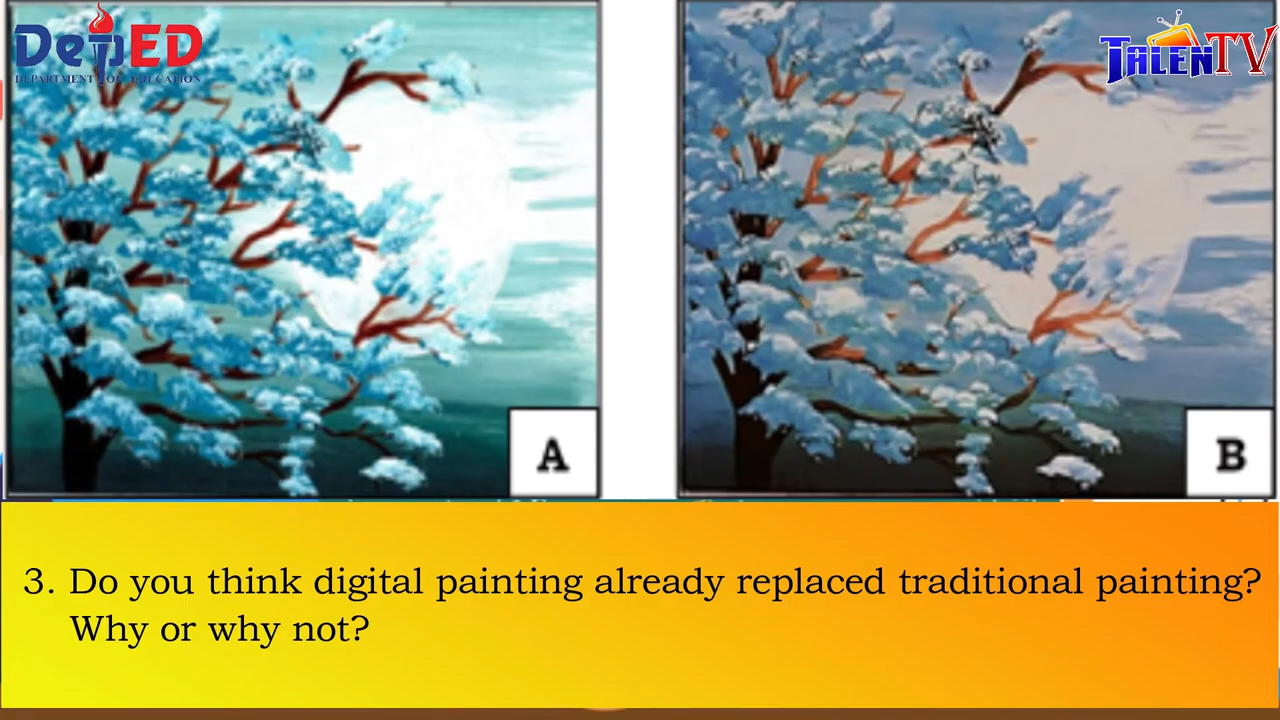 DepED
DEPARTMENT OF EDUCATION
TALENTV
A
B
3. Do you think digital painting already replaced traditional painting?
Why or why not?